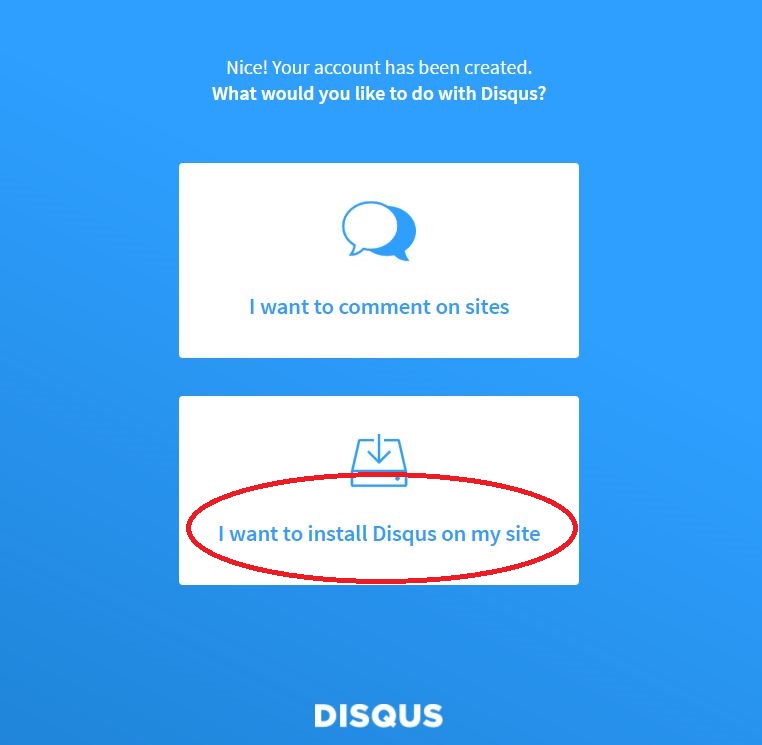 Nice! Your account has been created.
What would you like to do with Disqus?
I want to comment on sites
I want to install Disqus on my site
DISQUS